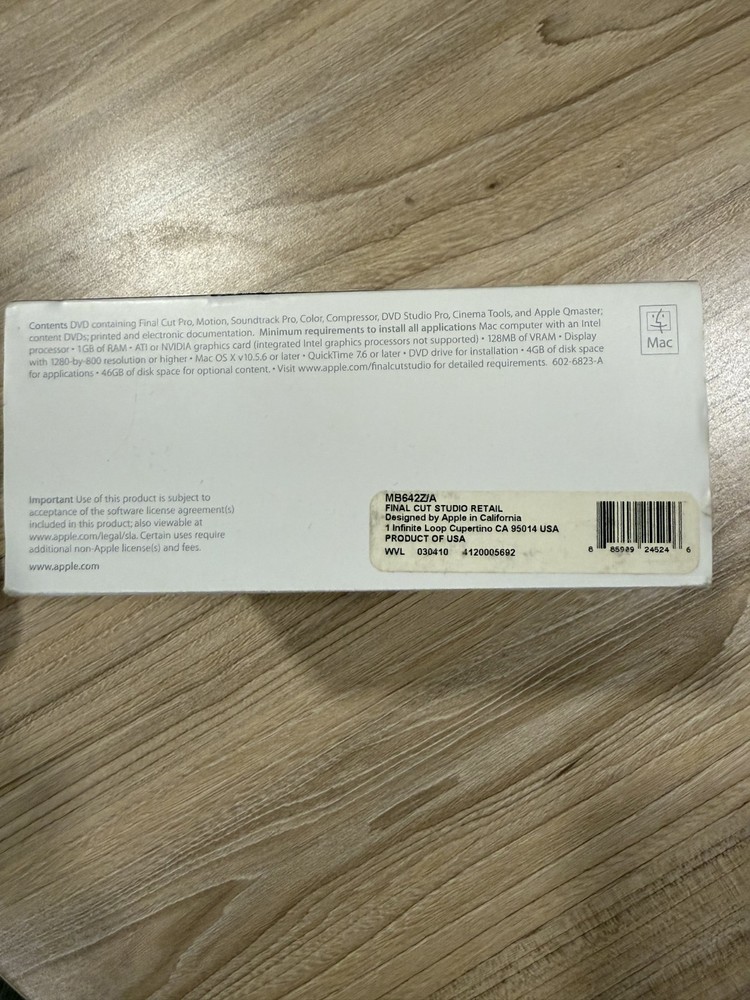 Contents DVD containing Final Cut Pro, Motion, Soundtrack Pro, Color, Compressor, DVD Studio Pro, Cinema Tools, and Apple Qmaster;
content DVDs; printed and electronic documentation. Minimum requirements to install all applications Mac computer with an Intel
processor • 1GB of RAM • ATI or NVIDIA graphics card (integrated Intel graphics processors not supported) • 128MB of VRAM • Display
with 1280-by-800 resolution or higher • Mac OS X v10.5.6 or later • QuickTime 7.6 or later • DVD drive for installation • 4GB of disk space
for applications • 46GB of disk space for optional content. • Visit www.apple.com/finalcutstudio for detailed requirements. 602-6823-A
Mac
Important Use of this product is subject to
acceptance of the software license agreement(s)
included in this product; also viewable at
www.apple.com/legal/sla. Certain uses require
additional non-Apple license(s) and fees.
www.apple.com
MB642Z/A
FINAL CUT STUDIO RETAIL
Designed by Apple in California
1 Infinite Loop Cupertino CA 95014 USA
PRODUCT OF USA
WVL 030410 4120005692
8 85909 24524 6